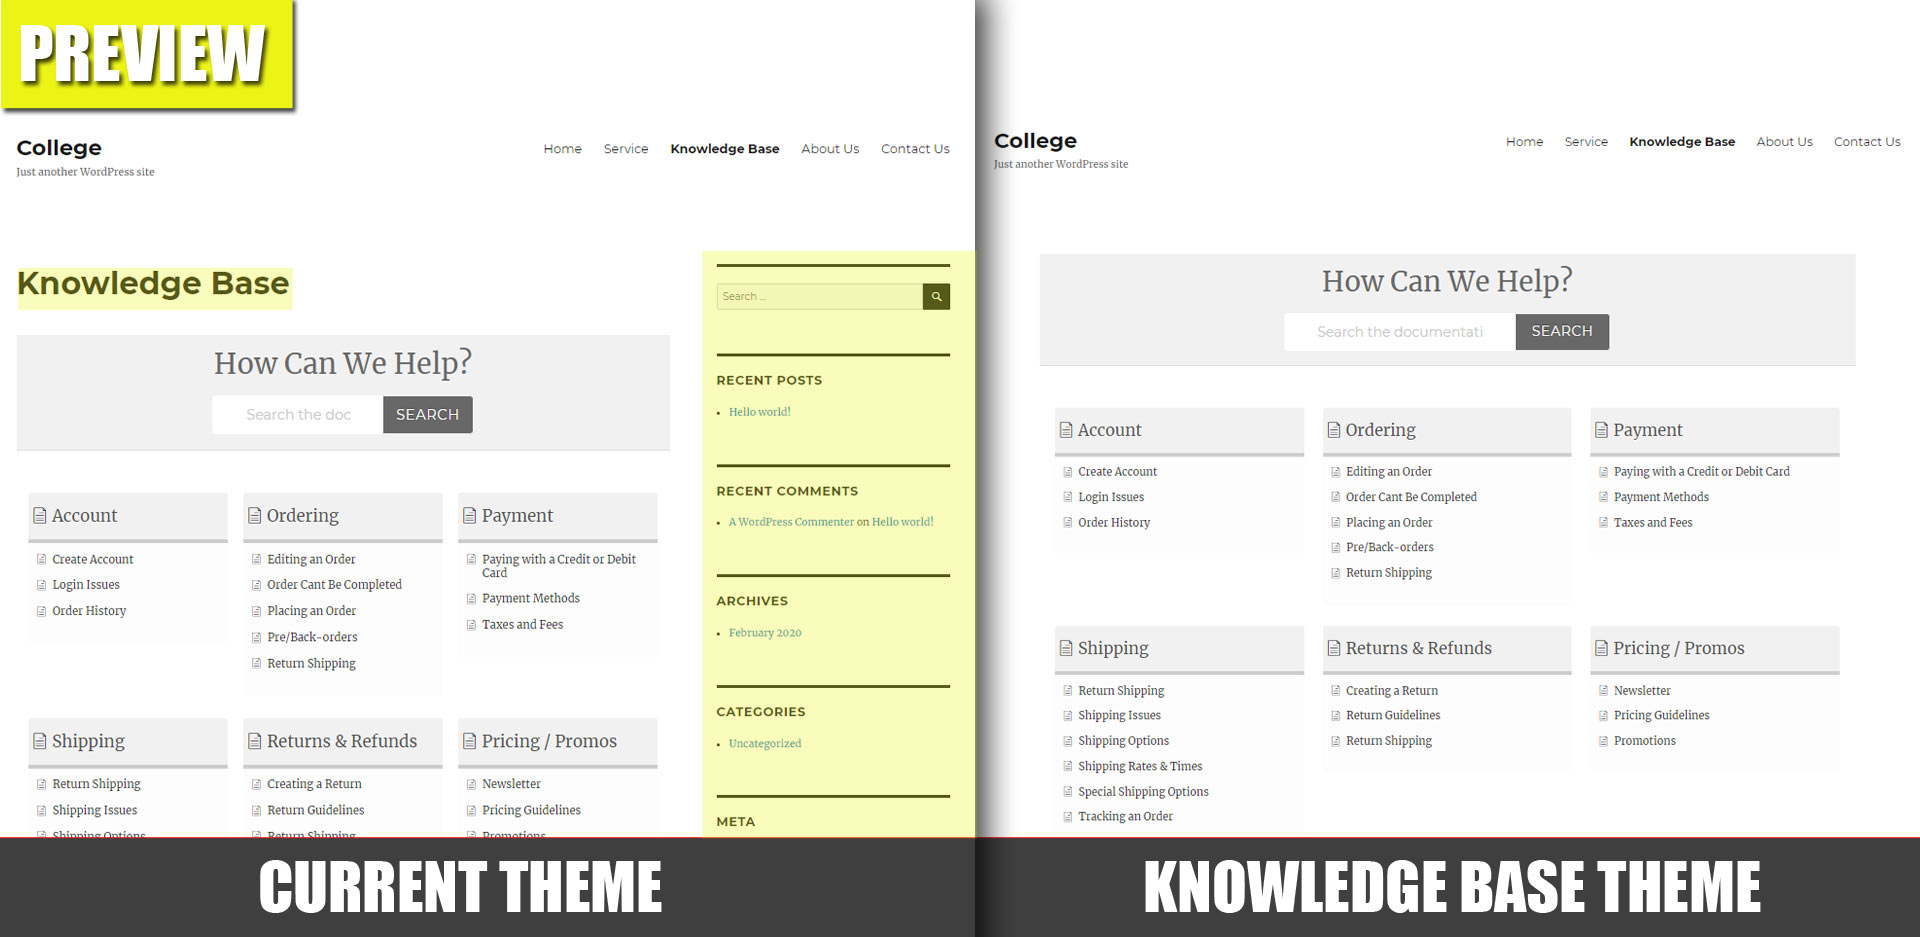 PREVIEW
College
Just another WordPress site
Home Service Knowledge Base About Us Contact Us
Knowledge Base
How Can We Help?
Search the doc SEARCH
Account
Create Account
Login Issues
Order History
Ordering
Editing an Order
Order Cant Be Completed
Placing an Order
Pre/Back-orders
Return Shipping
Payment
Paying with a Credit or Debit
Card
Payment Methods
Taxes and Fees
Shipping
Return Shipping
Shipping Issues
Shipping Options
Returns & Refunds
Creating a Return
Return Guidelines
Return Shipping
Pricing / Promos
Newsletter
Pricing Guidelines
Promotions
Search ...
RECENT POSTS
Hello world!
RECENT COMMENTS
A WordPress Commenter on Hello world!
ARCHIVES
February 2020
CATEGORIES
Uncategorized
META
CURRENT THEME
College
Just another WordPress site
Home Service Knowledge Base About Us Contact Us
How Can We Help?
Search the documentati SEARCH
Account
Create Account
Login Issues
Order History
Ordering
Editing an Order
Order Cant Be Completed
Placing an Order
Pre/Back-orders
Return Shipping
Payment
Paying with a Credit or Debit Card
Payment Methods
Taxes and Fees
Shipping
Return Shipping
Shipping Issues
Shipping Options
Shipping Rates & Times
Special Shipping Options
Tracking an Order
Returns & Refunds
Creating a Return
Return Guidelines
Return Shipping
Pricing / Promos
Newsletter
Pricing Guidelines
Promotions
KNOWLEDGE BASE THEME